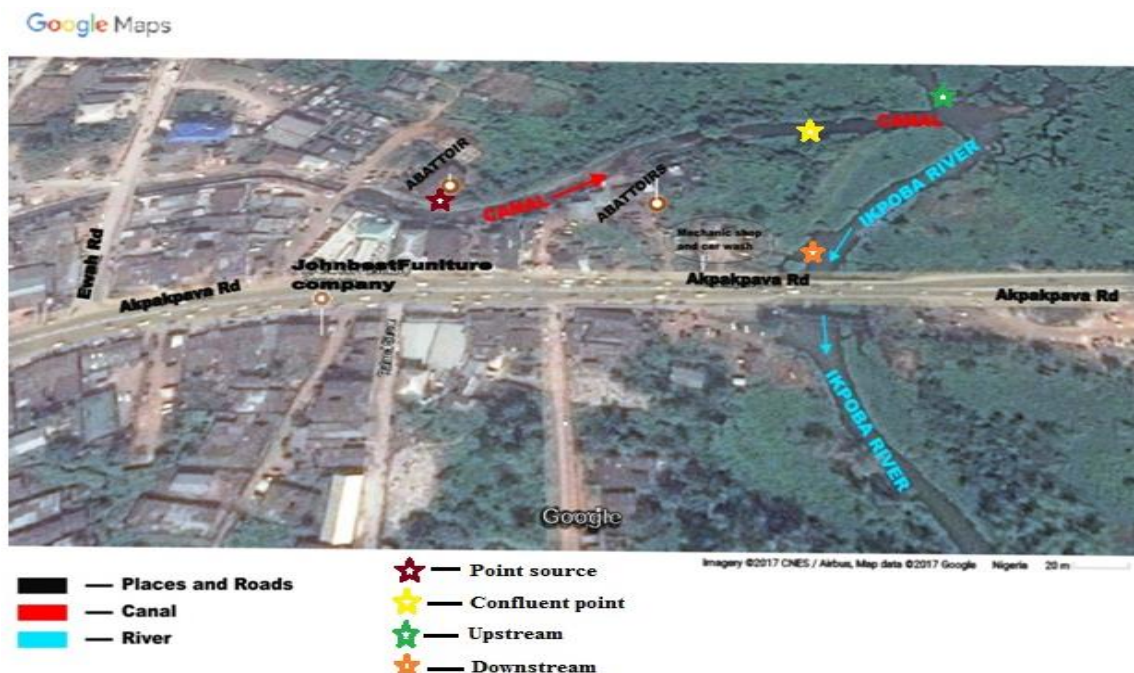 Google Maps
CANAL
ABATTOIR
IKPOBA RIVER
CANAL
ABATTOIRS
Mechanic shop
and car wash
JohnbestFuniture
company
Ewah Rd
Akpakpava Rd
Akpakpava Rd
Akpakpava Rd
IKPOBA RIVER
Google
Imagery ©2017 CNES / Airbus, Map data ©2017 Google Nigeria 20 m
Places and Roads
Canal
River
Point source
Confluent point
Upstream
Downstream